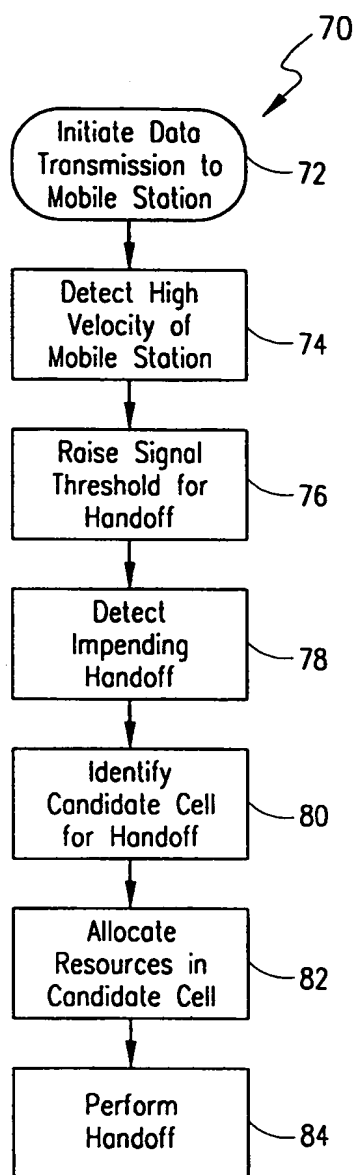 70
Initiate Data
Transmission to
Mobile Station
72
Detect High
Velocity of
Mobile Station
74
Raise Signal
Threshold for
Handoff
76
Detect
Impending
Handoff
78
Identify
Candidate Cell
for Handoff
80
Allocate
Resources in
Candidate Cell
82
Perform
Handoff
84